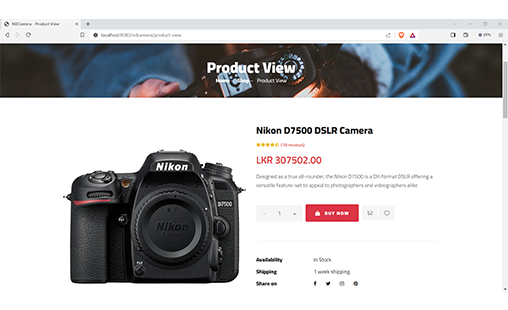 NiDCamera - Product View
localhost:8080/nidcamera/product-view
VPN
Product View
Home - Shop - Product View
Nikon D7500 DSLR Camera
(18 reviews)
LKR 307502.00
Designed as a true all-rounder, the Nikon D7500 is a DX-format DSLR offering a
versatile feature-set to appeal to photographers and videographers alike
- 1 + BUY NOW
Nikon
D7500
Nikon
Availability In Stock
Shipping 1 week shipping.
Share on